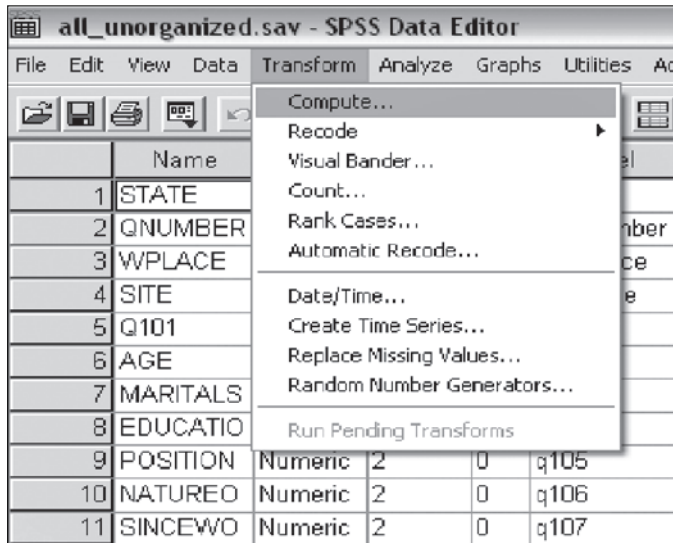 all_unorganized.sav - SPSS Data Editor
File Edit View Data Transform Analyze Graphs Utilities
Compute...
Recode
Visual Bander...
Count...
Rank Cases...
Automatic Recode...
Date/Time...
Create Time Series...
Replace Missing Values...
Random Number Generators...
Run Pending Transforms
Name
1 STATE
2 QNUMBER
3 WPLACE
4 SITE
5 Q101
6 AGE
7 MARITALS
8 EDUCATIO
9 POSITION Numeric 2 0 q105
10 NATUREO Numeric 2 0 q106
11 SINCEWO Numeric 2 0 q107